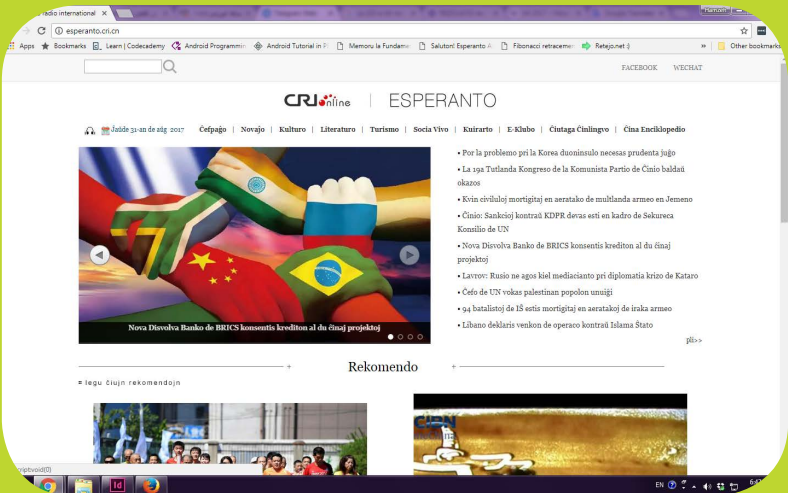 radio international
esperanto.cri.cn
Apps Bookmarks Learn | Codecademy Android Programmin Android Tutorial in P Memoru la Fundame Saluton! Esperanto A Fibonacci retraceme Retejo.net :) » Other bookmarks
FACEBOOK WECHAT
CRIonline | ESPERANTO
Ĵaŭde 31-an de aŭg 2017 Ĉefpaĝo | Novaĵo | Kulturo | Literaturo | Turismo | Socia Vivo | Kuirarto | E-Klubo | Ĉiutaga Ĉinlingvo | Ĉina Enciklopedio
• Por la problemo pri la Korea duoninsulo necesas prudenta juĝo
• La 19a Tutlanda Kongreso de la Komunista Partio de Ĉinio baldaŭ
okazos
• Kvin civiluloj mortigitaj en aeratako de multlanda armeo en Jemeno
• Ĉinio: Sankcioj kontraŭ KDPR devas esti en kadro de Sekureca
Konsilio de UN
• Nova Disvolva Banko de BRICS konsentis krediton al du ĉinaj
projektoj
• Lavrov: Rusio ne agos kiel mediacianto pri diplomatia krizo de Kataro
• Ĉefo de UN vokas palestinan popolon unuiĝi
• 94 batalistoj de IŜ estis mortigitaj en aeratakoj de iraka armeo
• Libano deklaris venkon de operaco kontraŭ Islama Ŝtato
pli>>
Nova Disvolva Banko de BRICS konsentis krediton al du ĉinaj projektoj
Rekomendo
¤ legu ĉiujn rekomendojn
criptvoid(0)
Id
EN